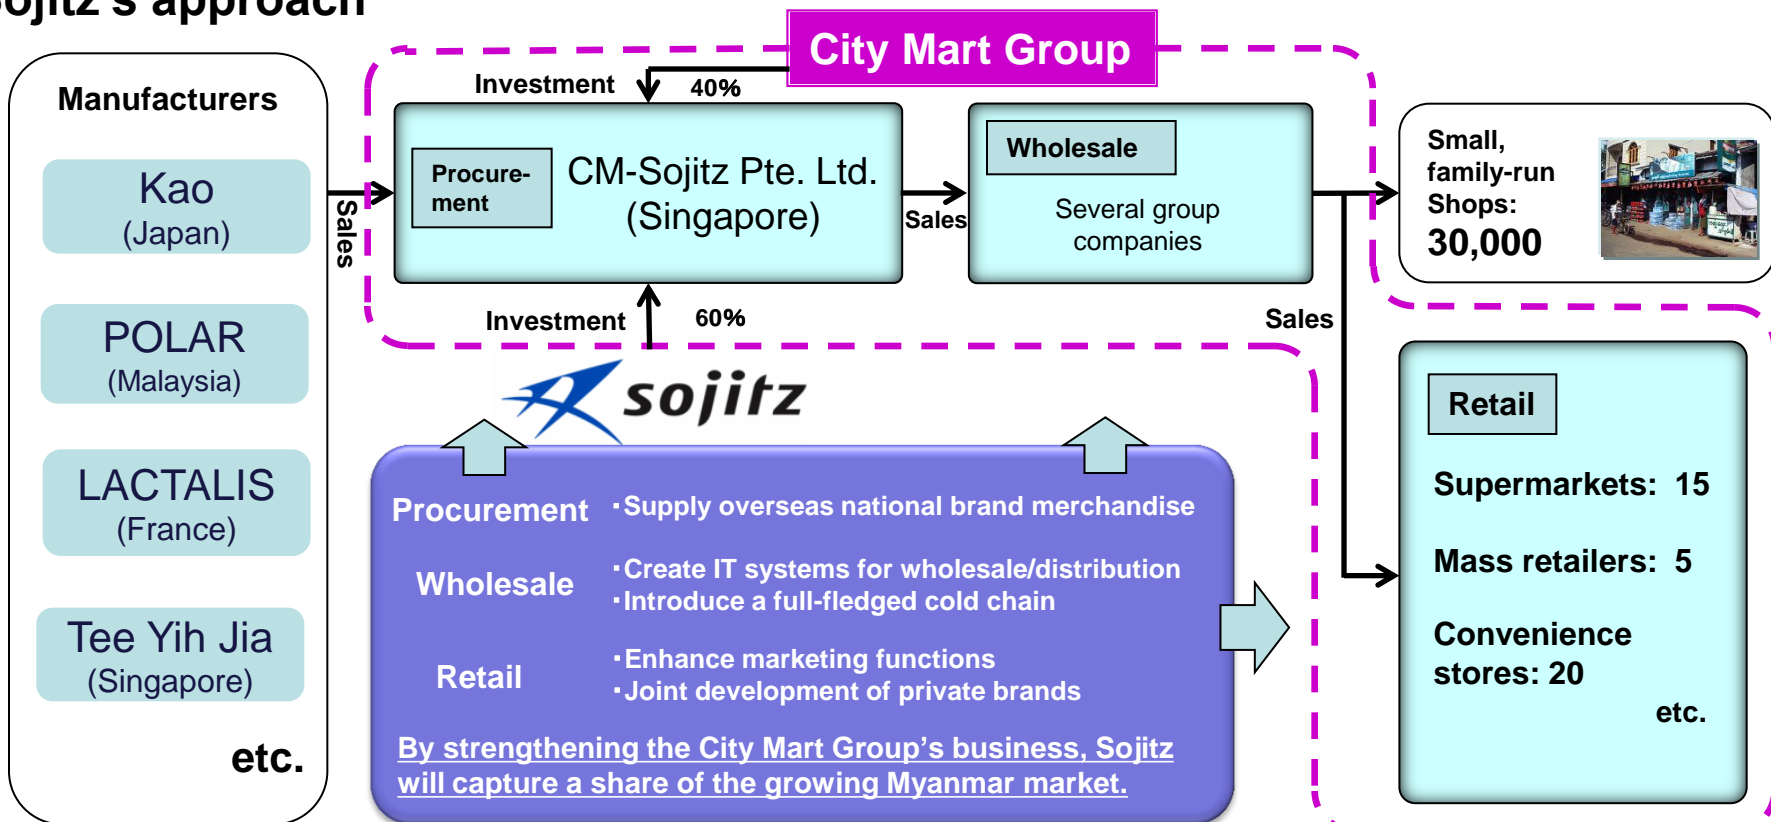 Sojitz's approach
City Mart Group
Manufacturers
Kao
(Japan)
POLAR
(Malaysia)
LACTALIS
(France)
Tee Yih Jia
(Singapore)
etc.
Sales
Investment
40%
Procure-
ment
CM-Sojitz Pte. Ltd.
(Singapore)
Investment
60%
Sales
Wholesale
Several group
companies
Sales
Small,
family-run
Shops:
30,000
Retail
Supermarkets: 15
Mass retailers: 5
Convenience
stores: 20
etc.
sojitz
Procurement
・Supply overseas national brand merchandise
Wholesale
・Create IT systems for wholesale/distribution
・Introduce a full-fledged cold chain
Retail
・Enhance marketing functions
・Joint development of private brands
By strengthening the City Mart Group's business, Sojitz
will capture a share of the growing Myanmar market.